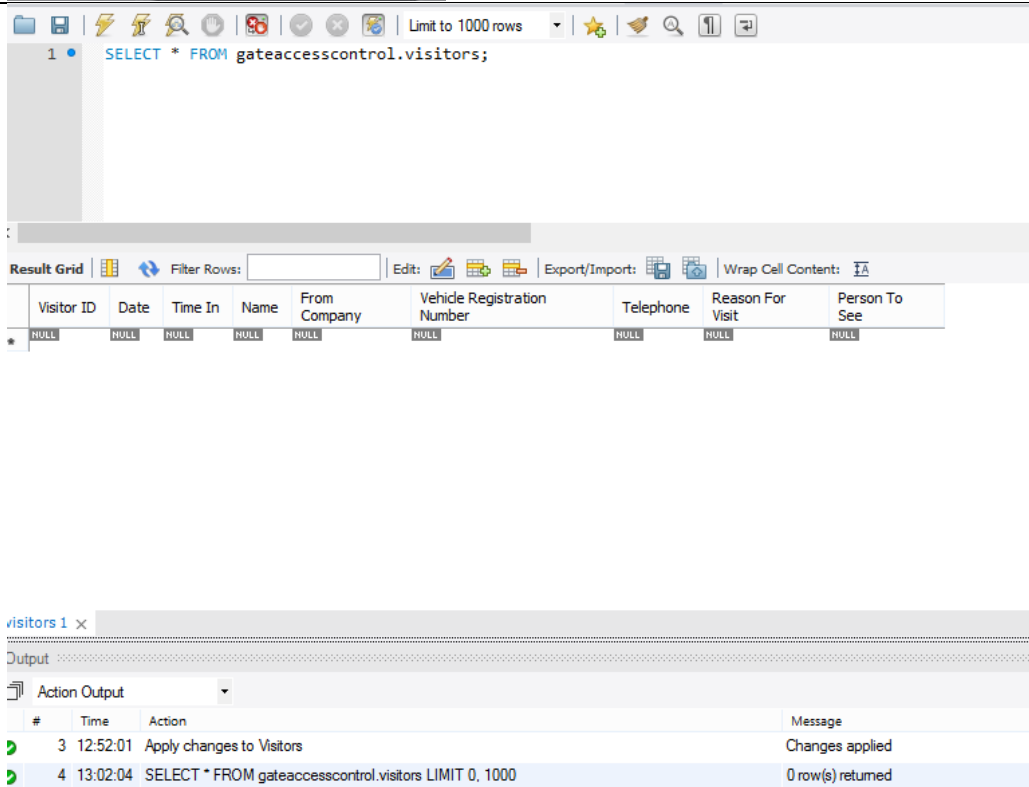 Limit to 1000 rows
1 SELECT * FROM gateaccesscontrol.visitors;
Result Grid Filter Rows: Edit: Export/Import: Wrap Cell Content:
Visitor ID Date Time In Name From Company Vehicle Registration Number Telephone Reason For Visit Person To See
NULL NULL NULL NULL NULL NULL NULL NULL NULL
visitors 1
Output
Action Output
# Time Action Message
3 12:52:01 Apply changes to Visitors Changes applied
4 13:02:04 SELECT * FROM gateaccesscontrol.visitors LIMIT 0, 1000 0 row(s) returned